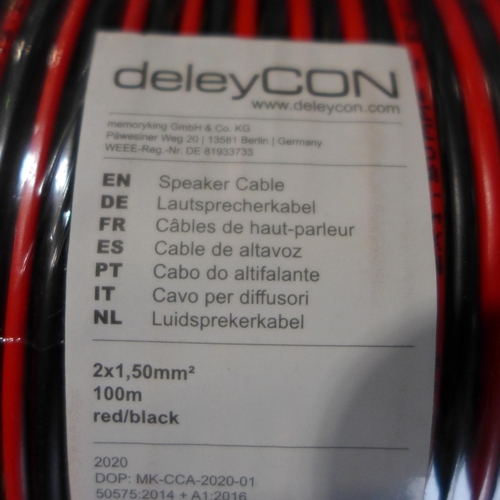 deleyCON
www.deleycon.com
memoryking GmbH & Co. KG
Päwesiner Weg 20 | 13581 Berlin | Germany
WEEE-Reg.-Nr. DE 81933733
EN Speaker Cable
DE Lautsprecherkabel
FR Câbles de haut-parleur
ES Cable de altavoz
PT Cabo do altifalante
IT Cavo per diffusori
NL Luidsprekerkabel
2x1,50mm²
100m
red/black
2020
DOP: MK-CCA-2020-01
50575:2014 + A1:2016